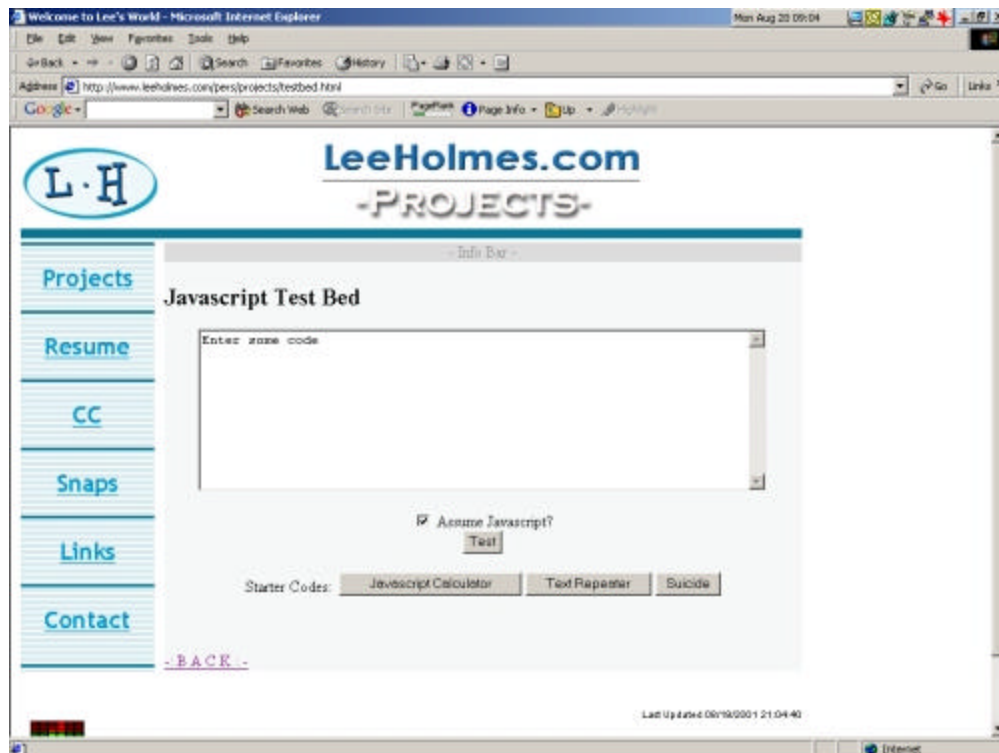 Welcome to Lee's World - Microsoft Internet Explorer
Mon Aug 20 09:04
File Edit View Favorites Tools Help
Back Search Favorites History
Address http://www.leeholmes.com/pers/projects/testbed.html Go Links
Google Search Web Search Site PageRank Page Info Up Highlight
L·H
LeeHolmes.com
-PROJECTS-
- Info Bar -
Projects
Resume
CC
Snaps
Links
Contact
Javascript Test Bed
Enter some code
Assume Javascript?
Test
Starter Codes: Javascript Calculator Text Repeater Suicide
- B A C K -
Last Updated 08/19/2001 21:04:40
Internet